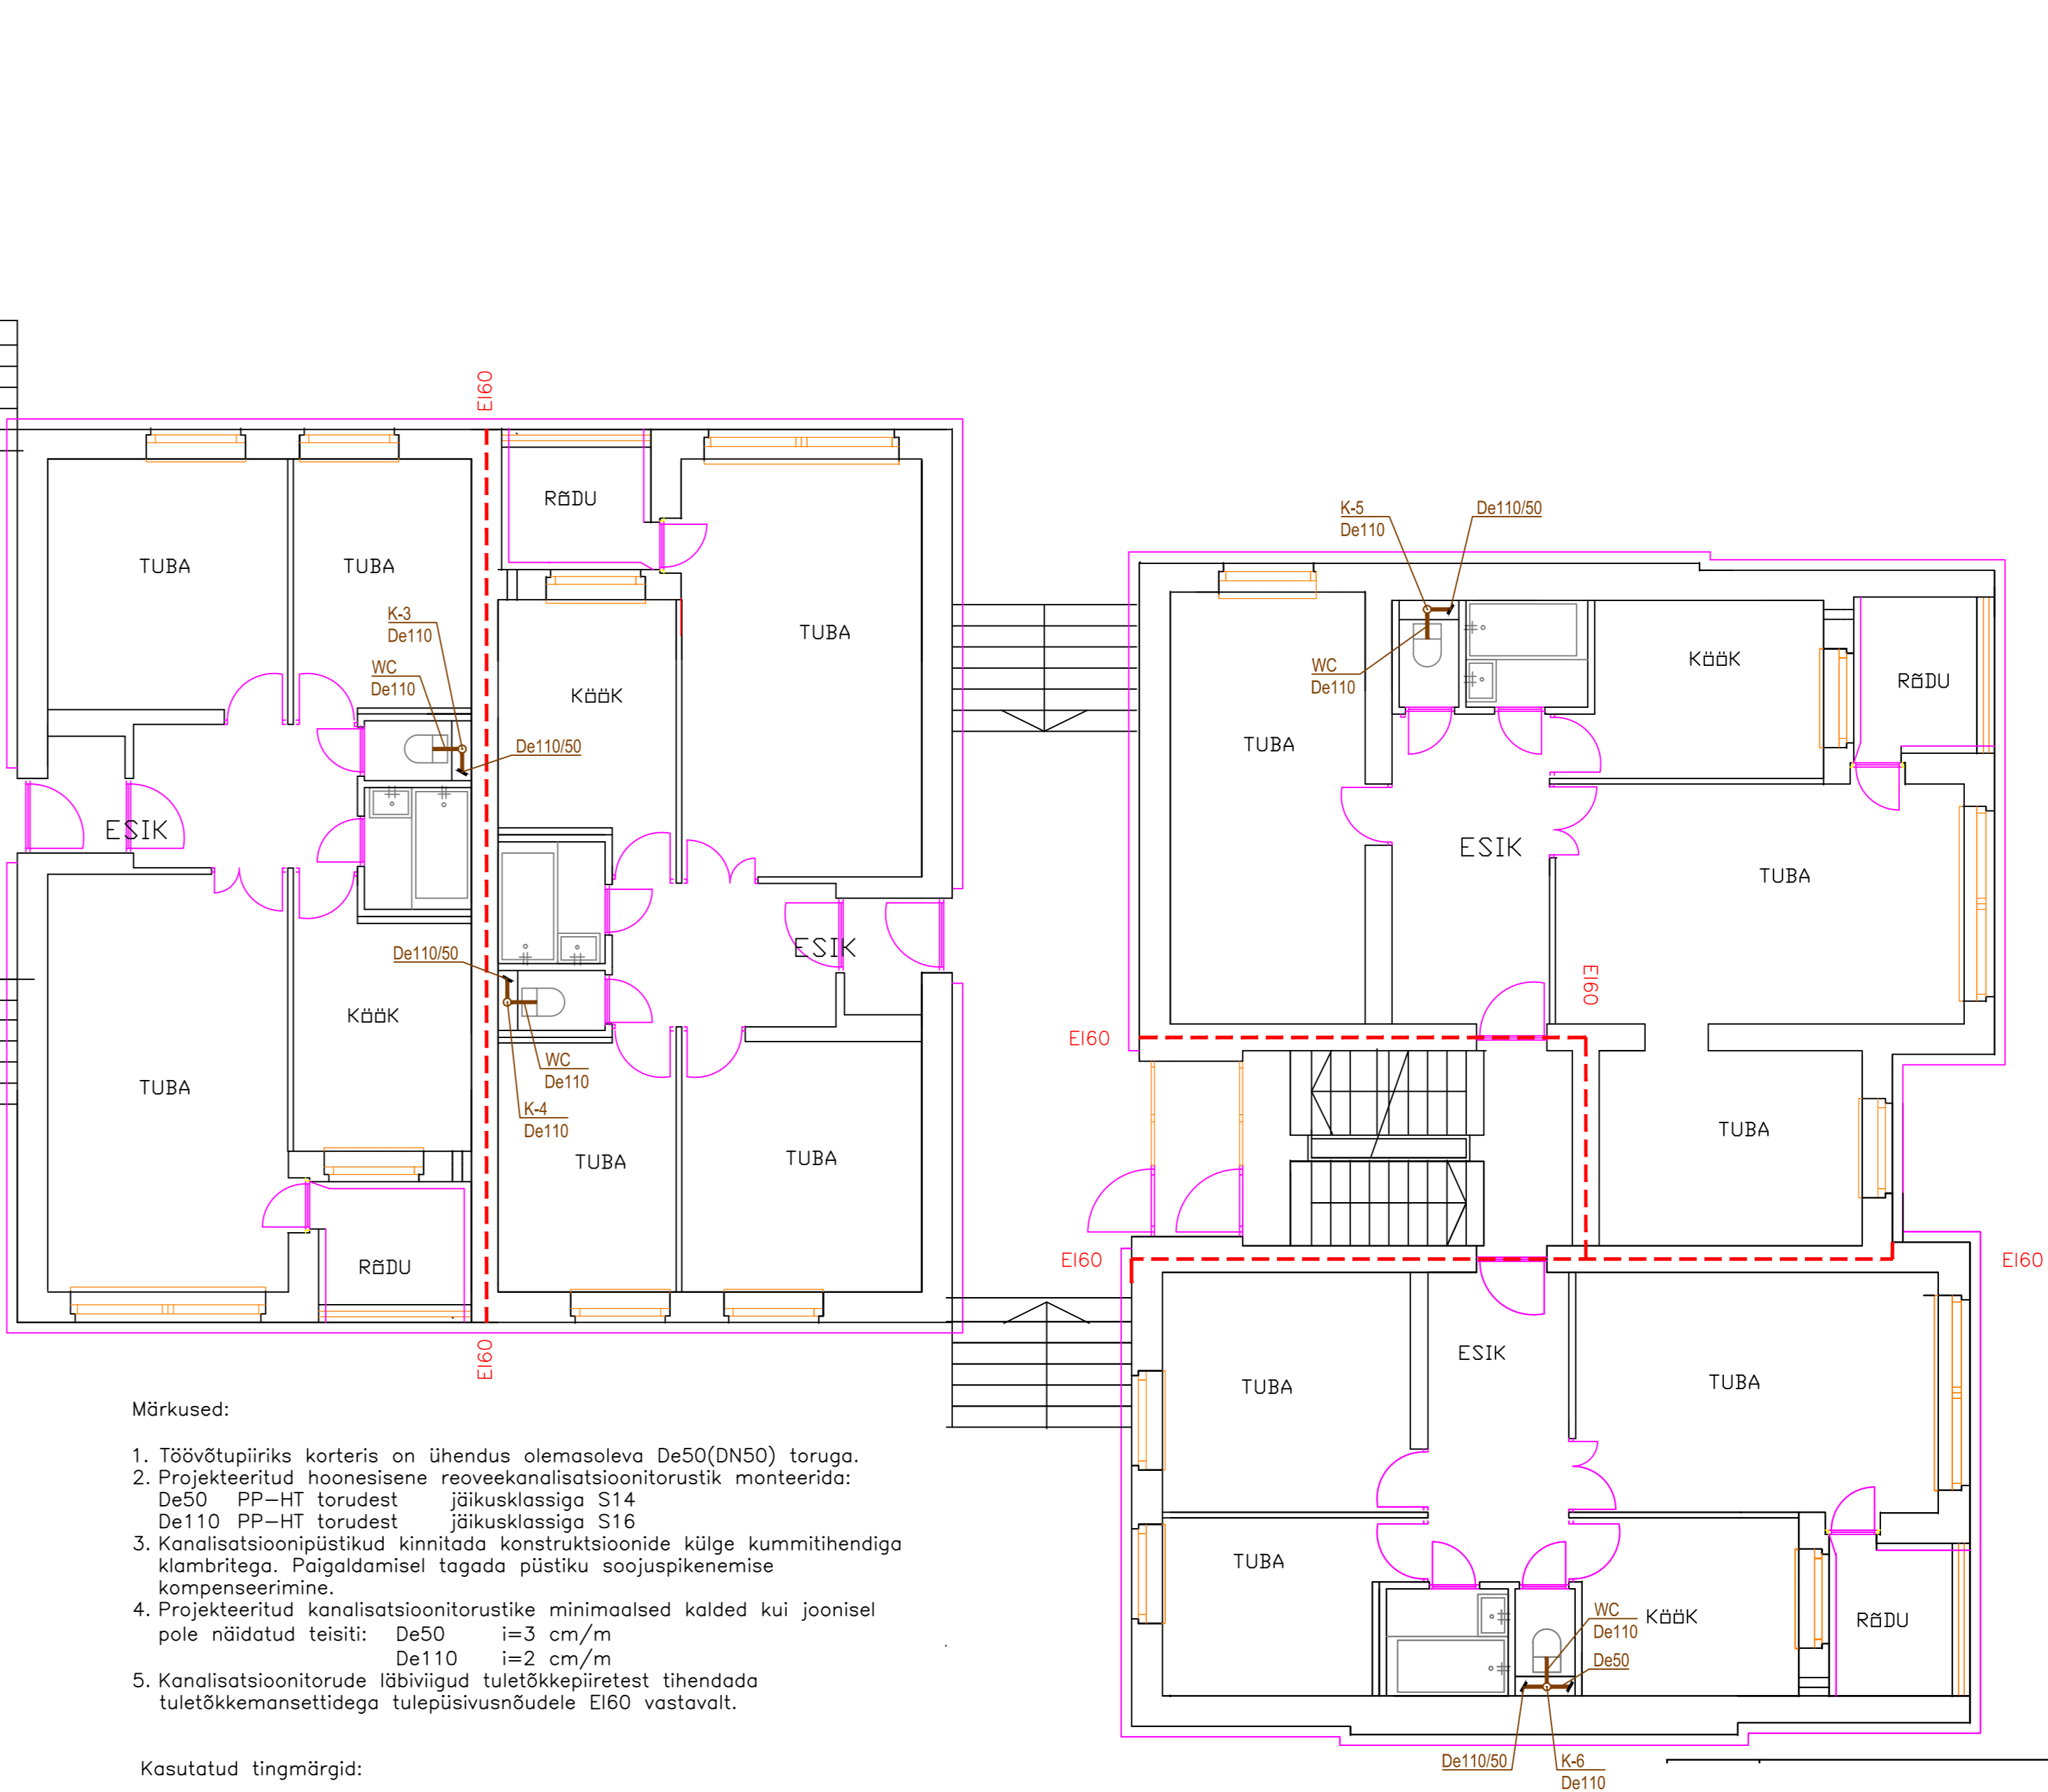 EI60
RõDU
TUBA
TUBA
TUBA
K-3
De110
WC
De110
KööK
De110/50
ESIK
De110/50
ESIK
KööK
WC
De110
TUBA
K-4
De110
TUBA
TUBA
RõDU
EI60
K-5
De110
De110/50
WC
De110
KööK
RõDU
TUBA
ESIK
TUBA
EI60
EI60
TUBA
EI60
EI60
ESIK
TUBA
TUBA
TUBA
WC
De110
KööK
RõDU
De50
De110/50
K-6
De110
Märkused:
1. Töövõtupiiriks korteris on ühendus olemasoleva De50(DN50) toruga.
2. Projekteeritud hoonesisene reoveekanalisatsioonitorustik monteerida:
De50 PP-HT torudest jäikusklassiga S14
De110 PP-HT torudest jäikusklassiga S16
3. Kanalisatsioonipüstikud kinnitada konstruktsioonide külge kummitihendiga
klambritega. Paigaldamisel tagada püstiku soojuspikenemise
kompenseerimine.
4. Projekteeritud kanalisatsioonitorustike minimaalsed kalded kui joonisel
pole näidatud teisiti: De50 i=3 cm/m
De110 i=2 cm/m
5. Kanalisatsioonitorude läbiviigud tuletõkkepiiretest tihendada
tuletõkkemansettidega tulepüsivusnõudele EI60 vastavalt.
Kasutatud tingmärgid: